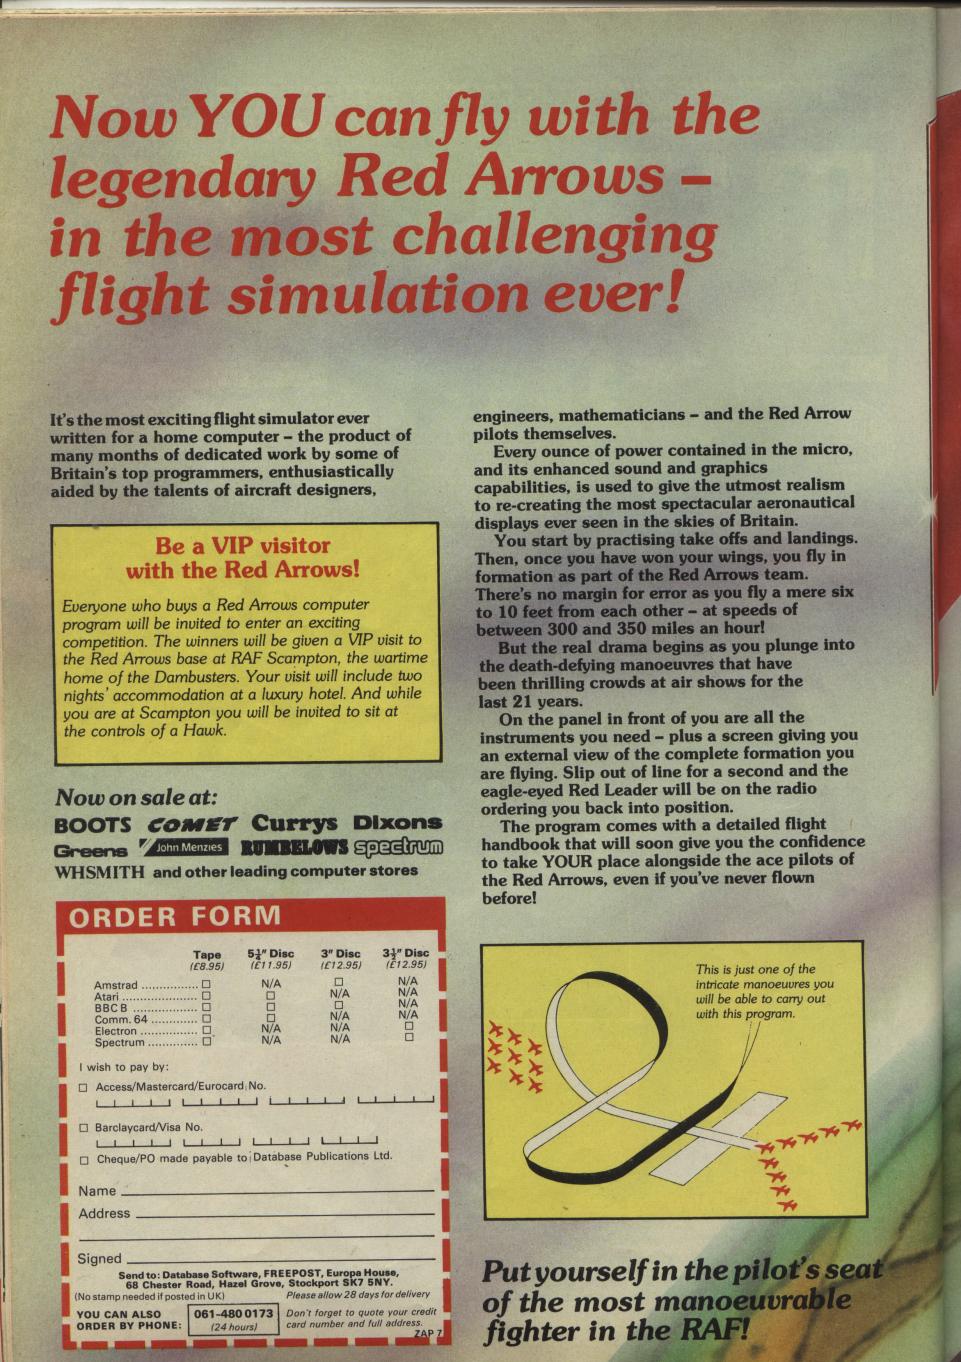 Now YOU can fly with the
legendary Red Arrows –
in the most challenging
flight simulation ever!
It's the most exciting flight simulator ever
written for a home computer – the product of
many months of dedicated work by some of
Britain's top programmers, enthusiastically
aided by the talents of aircraft designers,
engineers, mathematicians – and the Red Arrow
pilots themselves.
Every ounce of power contained in the micro,
and its enhanced sound and graphics
capabilities, is used to give the utmost realism
to re-creating the most spectacular aeronautical
displays ever seen in the skies of Britain.
You start by practising take offs and landings.
Then, once you have won your wings, you fly in
formation as part of the Red Arrows team.
There's no margin for error as you fly a mere six
to 10 feet from each other – at speeds of
between 300 and 350 miles an hour!
But the real drama begins as you plunge into
the death-defying manoeuvres that have
been thrilling crowds at air shows for the
last 21 years.
On the panel in front of you are all the
instruments you need – plus a screen giving you
an external view of the complete formation you
are flying. Slip out of line for a second and the
eagle-eyed Red Leader will be on the radio
ordering you back into position.
The program comes with a detailed flight
handbook that will soon give you the confidence
to take YOUR place alongside the ace pilots of
the Red Arrows, even if you've never flown
before!
Be a VIP visitor
with the Red Arrows!
Everyone who buys a Red Arrows computer
program will be invited to enter an exciting
competition. The winners will be given a VIP visit to
the Red Arrows base at RAF Scampton, the wartime
home of the Dambusters. Your visit will include two
nights' accommodation at a luxury hotel. And while
you are at Scampton you will be invited to sit at
the controls of a Hawk.
Now on sale at:
BOOTS COMET Currys Dixons
Greens John Menzies RUMBELOWS spectrum
WHSMITH and other leading computer stores
ORDER FORM
Tape 5¼" Disc 3" Disc 3½" Disc
(£8.95) (£11.95) (£12.95) (£12.95)
Amstrad ................ □ N/A □ N/A
Atari ...................... □ □ N/A N/A
BBC B .................... □ □ □ N/A
Comm. 64 ............. □ □ N/A N/A
Electron ................ □ N/A N/A □
Spectrum .............. □ N/A N/A □
I wish to pay by:
□ Access/Mastercard/Eurocard No.
□ Barclaycard/Visa No.
□ Cheque/PO made payable to Database Publications Ltd.
Name
Address
Signed
Send to: Database Software, FREEPOST, Europa House,
68 Chester Road, Hazel Grove, Stockport SK7 5NY.
(No stamp needed if posted in UK) Please allow 28 days for delivery
YOU CAN ALSO
ORDER BY PHONE:
061-480 0173
(24 hours)
Don't forget to quote your credit
card number and full address.
ZAP 7
This is just one of the
intricate manoeuvres you
will be able to carry out
with this program.
Put yourself in the pilot's seat
of the most manoeuvrable
fighter in the RAF!